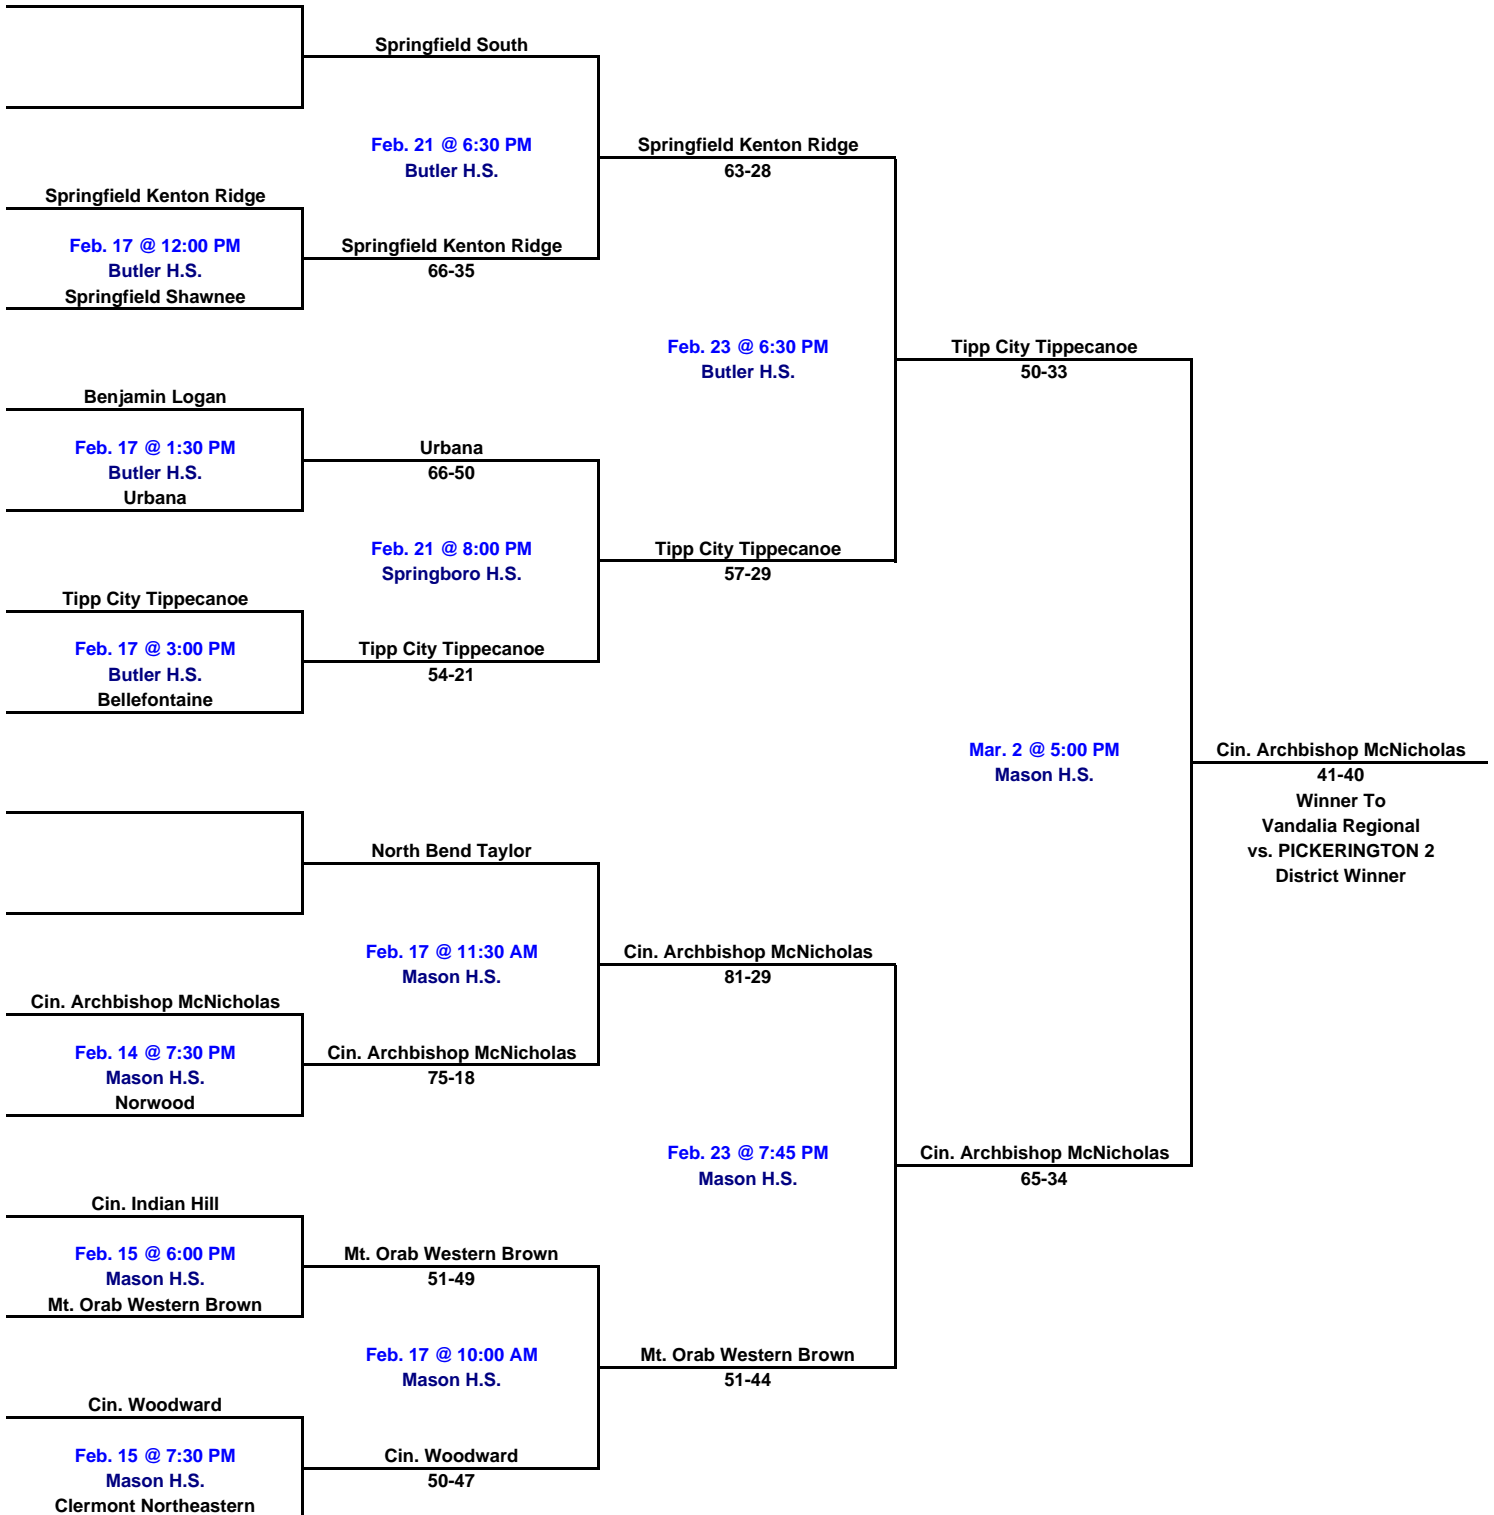 Springfield South
Feb. 21 @ 6:30 PM
Butler H.S.
Springfield Kenton Ridge
63-28
Springfield Kenton Ridge
Feb. 17 @ 12:00 PM
Butler H.S.
Springfield Shawnee
Springfield Kenton Ridge
66-35
Feb. 23 @ 6:30 PM
Butler H.S.
Tipp City Tippecanoe
50-33
Benjamin Logan
Feb. 17 @ 1:30 PM
Butler H.S.
Urbana
Urbana
66-50
Feb. 21 @ 8:00 PM
Springboro H.S.
Tipp City Tippecanoe
57-29
Tipp City Tippecanoe
Feb. 17 @ 3:00 PM
Butler H.S.
Bellefontaine
Tipp City Tippecanoe
54-21
Mar. 2 @ 5:00 PM
Mason H.S.
Cin. Archbishop McNicholas
41-40
Winner To
Vandalia Regional
vs. PICKERINGTON 2
District Winner
North Bend Taylor
Feb. 17 @ 11:30 AM
Mason H.S.
Cin. Archbishop McNicholas
81-29
Cin. Archbishop McNicholas
Feb. 14 @ 7:30 PM
Mason H.S.
Norwood
Cin. Archbishop McNicholas
75-18
Feb. 23 @ 7:45 PM
Mason H.S.
Cin. Archbishop McNicholas
65-34
Cin. Indian Hill
Feb. 15 @ 6:00 PM
Mason H.S.
Mt. Orab Western Brown
Mt. Orab Western Brown
51-49
Feb. 17 @ 10:00 AM
Mason H.S.
Mt. Orab Western Brown
51-44
Cin. Woodward
Feb. 15 @ 7:30 PM
Mason H.S.
Clermont Northeastern
Cin. Woodward
50-47